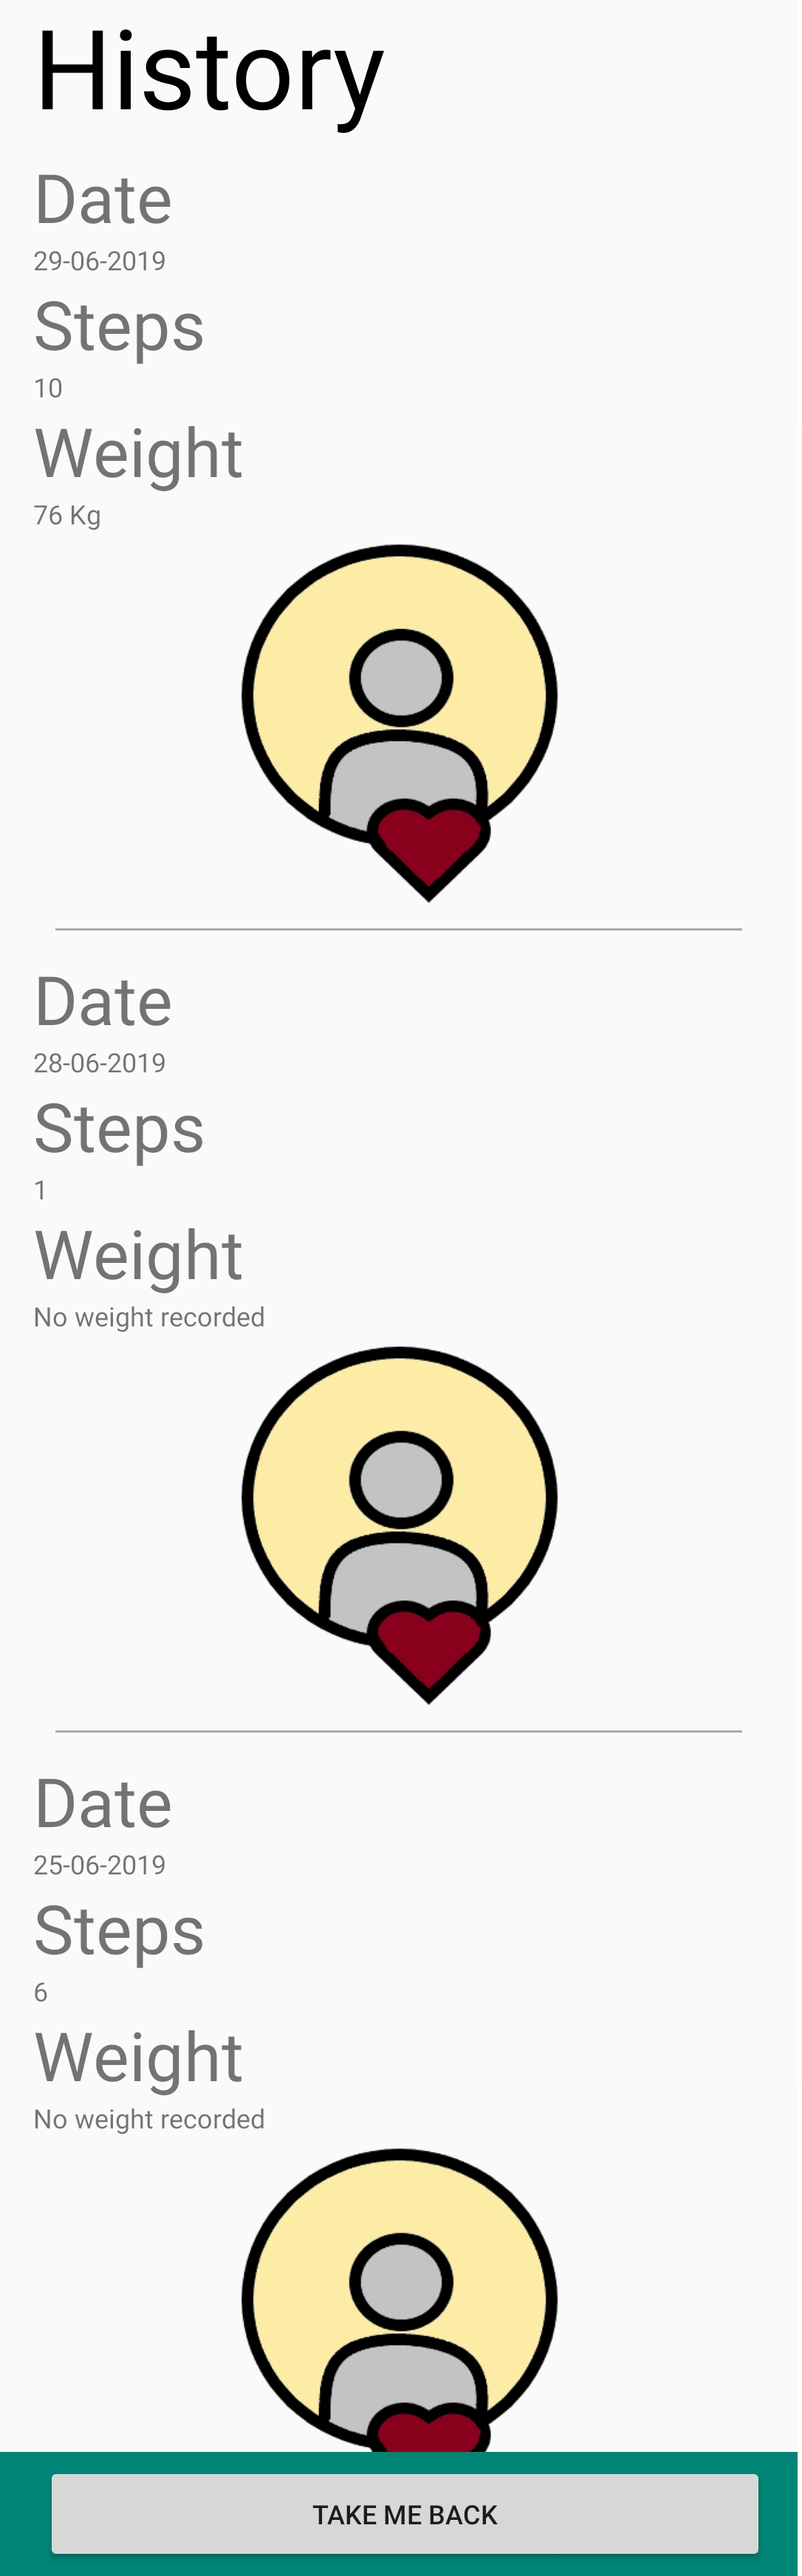 History
Date
29-06-2019
Steps
10
Weight
76 Kg
Date
28-06-2019
Steps
1
Weight
No weight recorded
Date
25-06-2019
Steps
6
Weight
No weight recorded
TAKE ME BACK